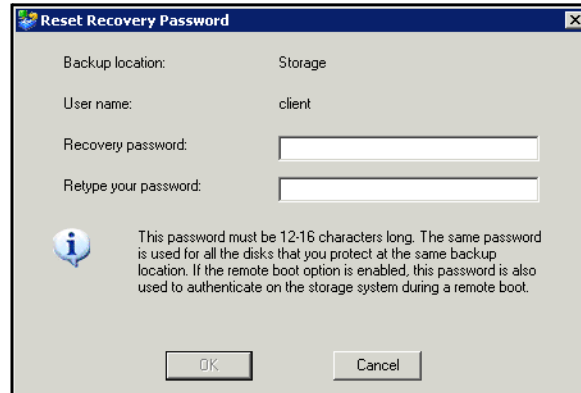 Reset Recovery Password
Backup location: Storage
User name: client
Recovery password:
Retype your password:
This password must be 12-16 characters long. The same password
is used for all the disks that you protect at the same backup
location. If the remote boot option is enabled, this password is also
used to authenticate on the storage system during a remote boot.
OK Cancel